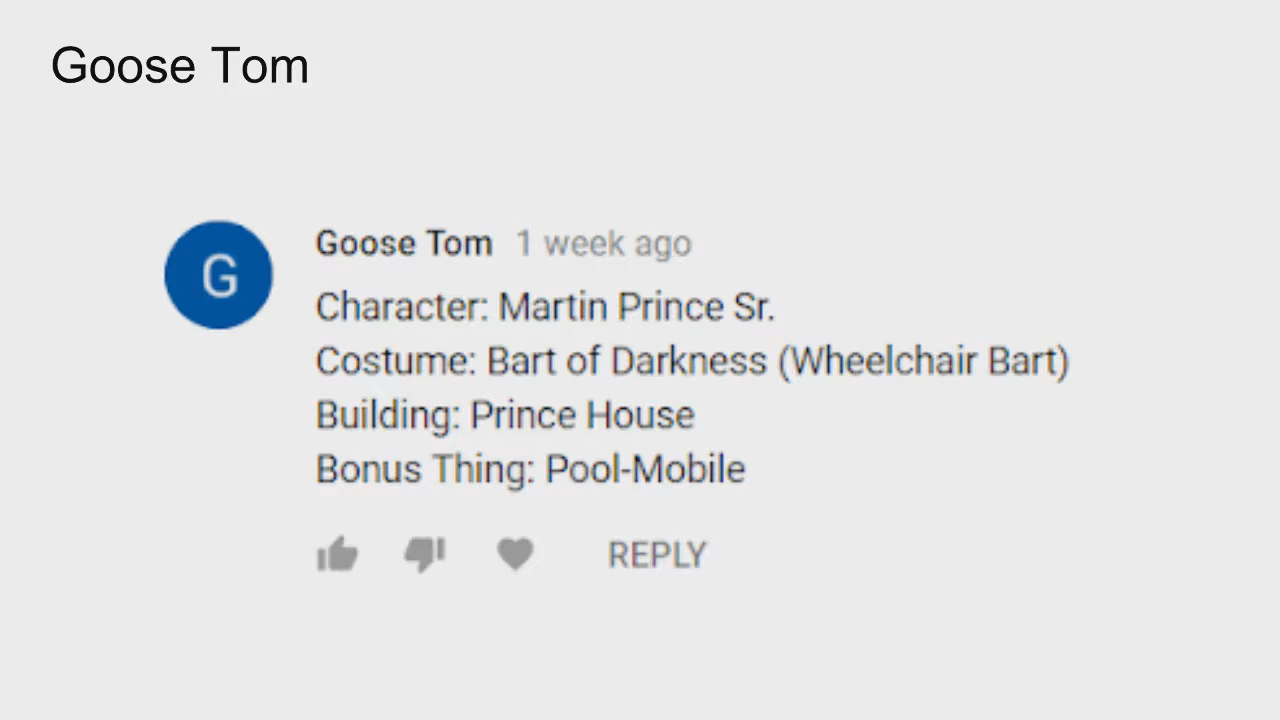 Goose Tom
G
Goose Tom 1 week ago
Character: Martin Prince Sr.
Costume: Bart of Darkness (Wheelchair Bart)
Building: Prince House
Bonus Thing: Pool-Mobile
REPLY